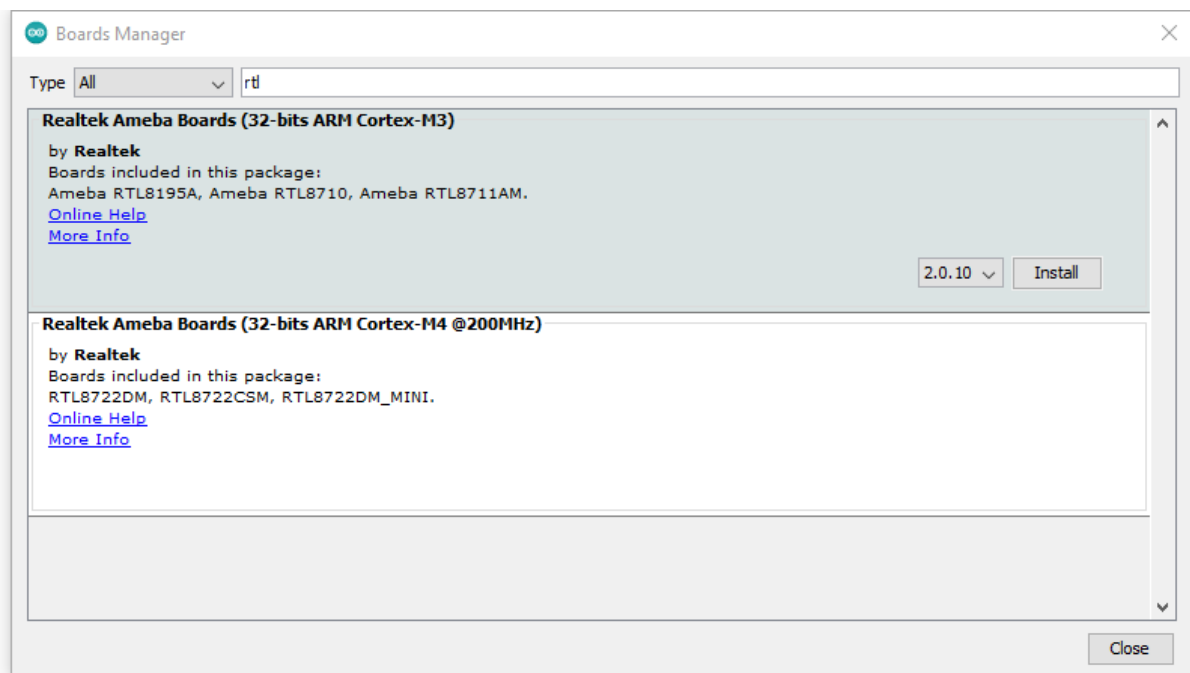 Boards Manager
Type All rtl
Realtek Ameba Boards (32-bits ARM Cortex-M3)
by Realtek
Boards included in this package:
Ameba RTL8195A, Ameba RTL8710, Ameba RTL8711AM.
Online Help
More Info
2.0.10 Install
Realtek Ameba Boards (32-bits ARM Cortex-M4 @200MHz)
by Realtek
Boards included in this package:
RTL8722DM, RTL8722CSM, RTL8722DM_MINI.
Online Help
More Info
Close